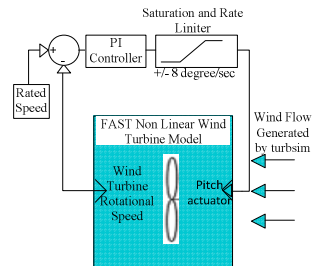 Saturation and Rate
Limiter
PI
Controller
+/- 8 degree/sec
+
-
Rated
Speed
FAST Non Linear Wind
Turbine Model
Wind
Turbine
Rotational
Speed
Pitch
actuator
Wind Flow
Generated
by turbsim